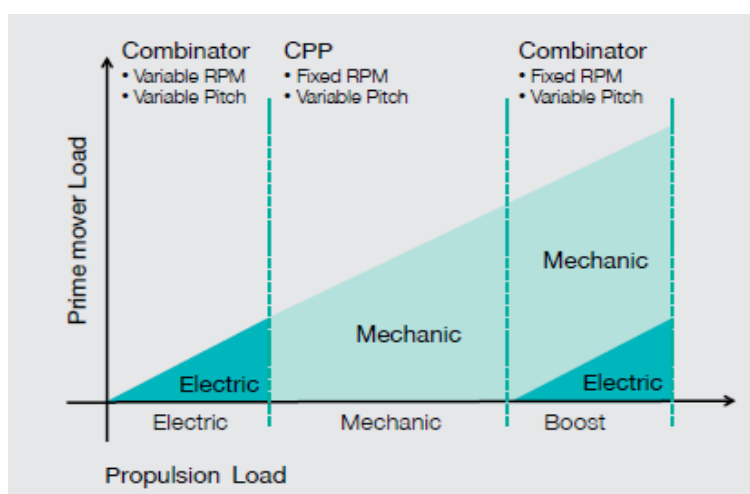 Combinator
• Variable RPM
• Variable Pitch
CPP
• Fixed RPM
• Variable Pitch
Combinator
• Fixed RPM
• Variable Pitch
Prime mover Load
Mechanic
Mechanic
Electric
Electric
Electric
Mechanic
Boost
Propulsion Load